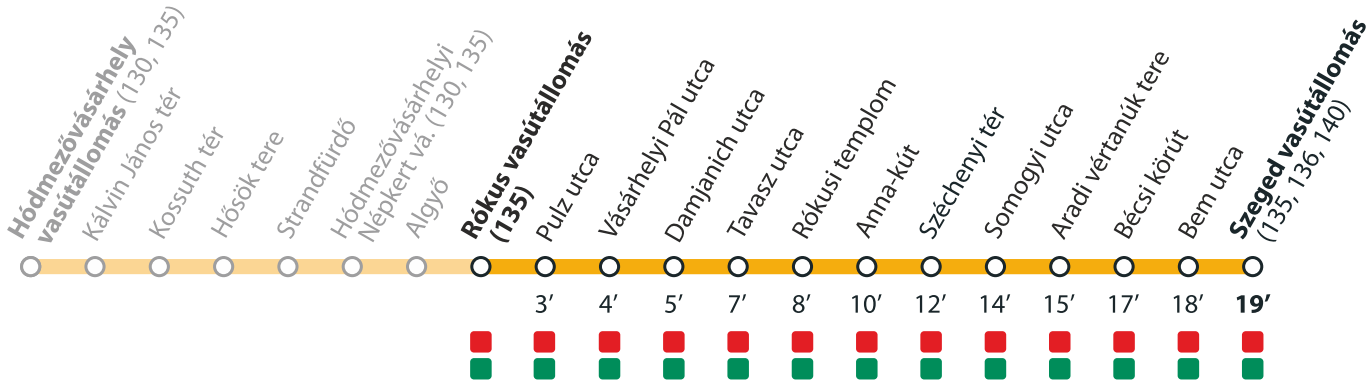 Hódmezővásárhely
vasútállomás (130, 135)
Kálvin János tér
Kossuth tér
Hősök tere
Strandfürdő
Hódmezővásárhelyi
Népkert vá. (130, 135)
Algyő
Rókus vasútállomás
(135)
Pulz utca
Vásárhelyi Pál utca
Damjanich utca
Tavasz utca
Rókusi templom
Anna-kút
Széchenyi tér
Somogyi utca
Aradi vértanúk tere
Bécsi körút
Bem utca
Szeged vasútállomás
(135, 136, 140)
3’ 4’ 5’ 7’ 8’ 10’ 12’ 14’ 15’ 17’ 18’ 19’